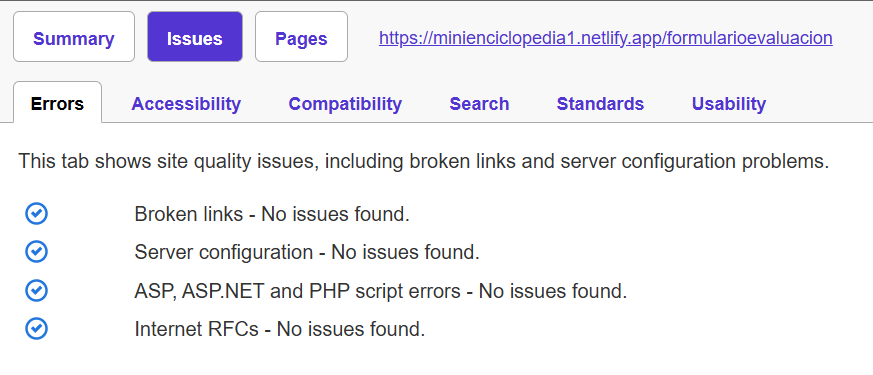 Summary Issues Pages https://minienciclopedia1.netlify.app/formularioevaluacion
Errors Accessibility Compatibility Search Standards Usability
This tab shows site quality issues, including broken links and server configuration problems.
Broken links - No issues found.
Server configuration - No issues found.
ASP, ASP.NET and PHP script errors - No issues found.
Internet RFCs - No issues found.